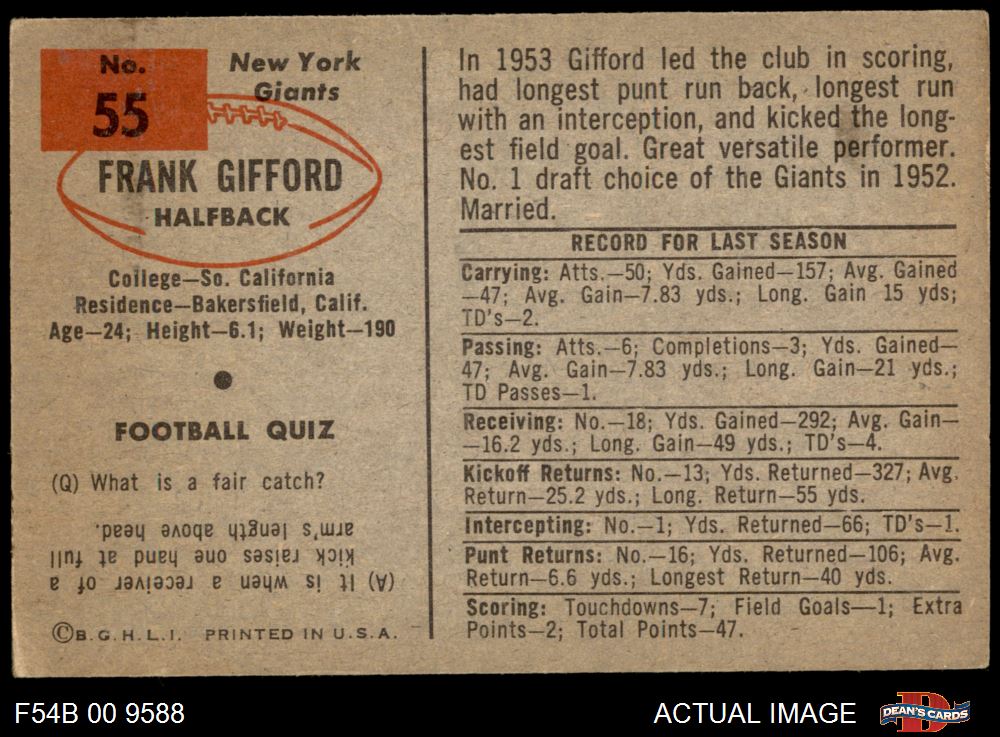 No.
55
New York
Giants
FRANK GIFFORD
HALFBACK
College—So. California
Residence—Bakersfield, Calif.
Age—24; Height—6.1; Weight—190
FOOTBALL QUIZ
(Q) What is a fair catch?
(A) It is when a receiver of a
kick raises one hand at full
arm's length above head.
©B.G.H.L.I. PRINTED IN U.S.A.
In 1953 Gifford led the club in scoring,
had longest punt run back, longest run
with an interception, and kicked the long-
est field goal. Great versatile performer.
No. 1 draft choice of the Giants in 1952.
Married.
RECORD FOR LAST SEASON
Carrying: Atts.—50; Yds. Gained—157; Avg. Gained
—47; Avg. Gain—7.83 yds.; Long. Gain 15 yds;
TD's—2.
Passing: Atts.—6; Completions—3; Yds. Gained—
47; Avg. Gain—7.83 yds.; Long. Gain—21 yds.;
TD Passes—1.
Receiving: No.—18; Yds. Gained—292; Avg. Gain—
—16.2 yds.; Long. Gain—49 yds.; TD's—4.
Kickoff Returns: No.—13; Yds. Returned—327; Avg.
Return—25.2 yds.; Long. Return—55 yds.
Intercepting: No.—1; Yds. Returned—66; TD's—1.
Punt Returns: No.—16; Yds. Returned—106; Avg.
Return—6.6 yds.; Longest Return—40 yds.
Scoring: Touchdowns—7; Field Goals—1; Extra
Points—2; Total Points—47.
F54B 00 9588
ACTUAL IMAGE
D
DEAN'S CARDS